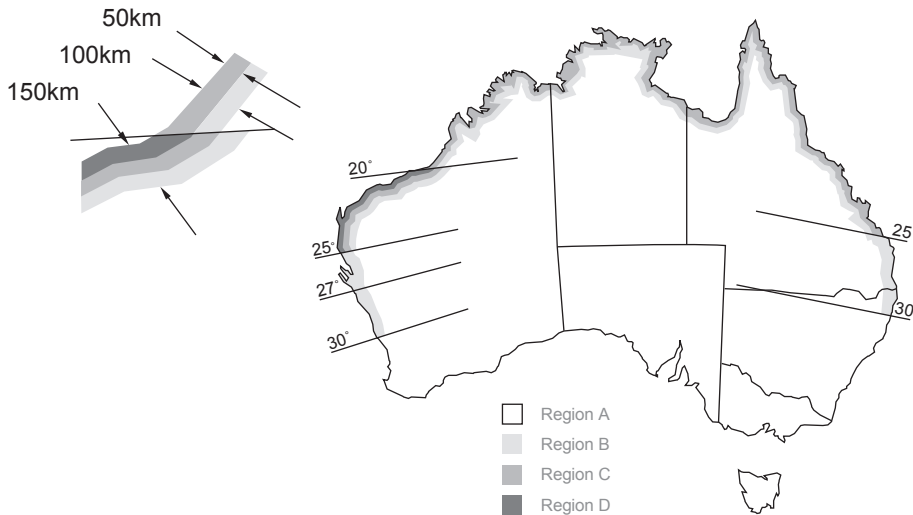 50km
100km
150km
20°
25°
27°
30°
25
30
Region A
Region B
Region C
Region D